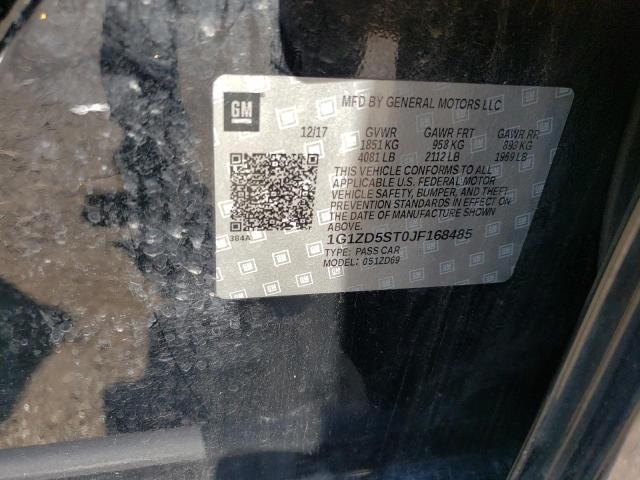 GM
MFD BY GENERAL MOTORS LLC
12/17 GVWR GAWR FRT GAWR RR
1851 KG 958 KG 893 KG
4081 LB 2112 LB 1969 LB
THIS VEHICLE CONFORMS TO ALL
APPLICABLE U.S. FEDERAL MOTOR
VEHICLE SAFETY, BUMPER, AND THEFT
PREVENTION STANDARDS IN EFFECT ON
THE DATE OF MANUFACTURE SHOWN
ABOVE.
384A
1G1ZD5ST0JF168485
TYPE: PASS CAR
MODEL: 051ZD69